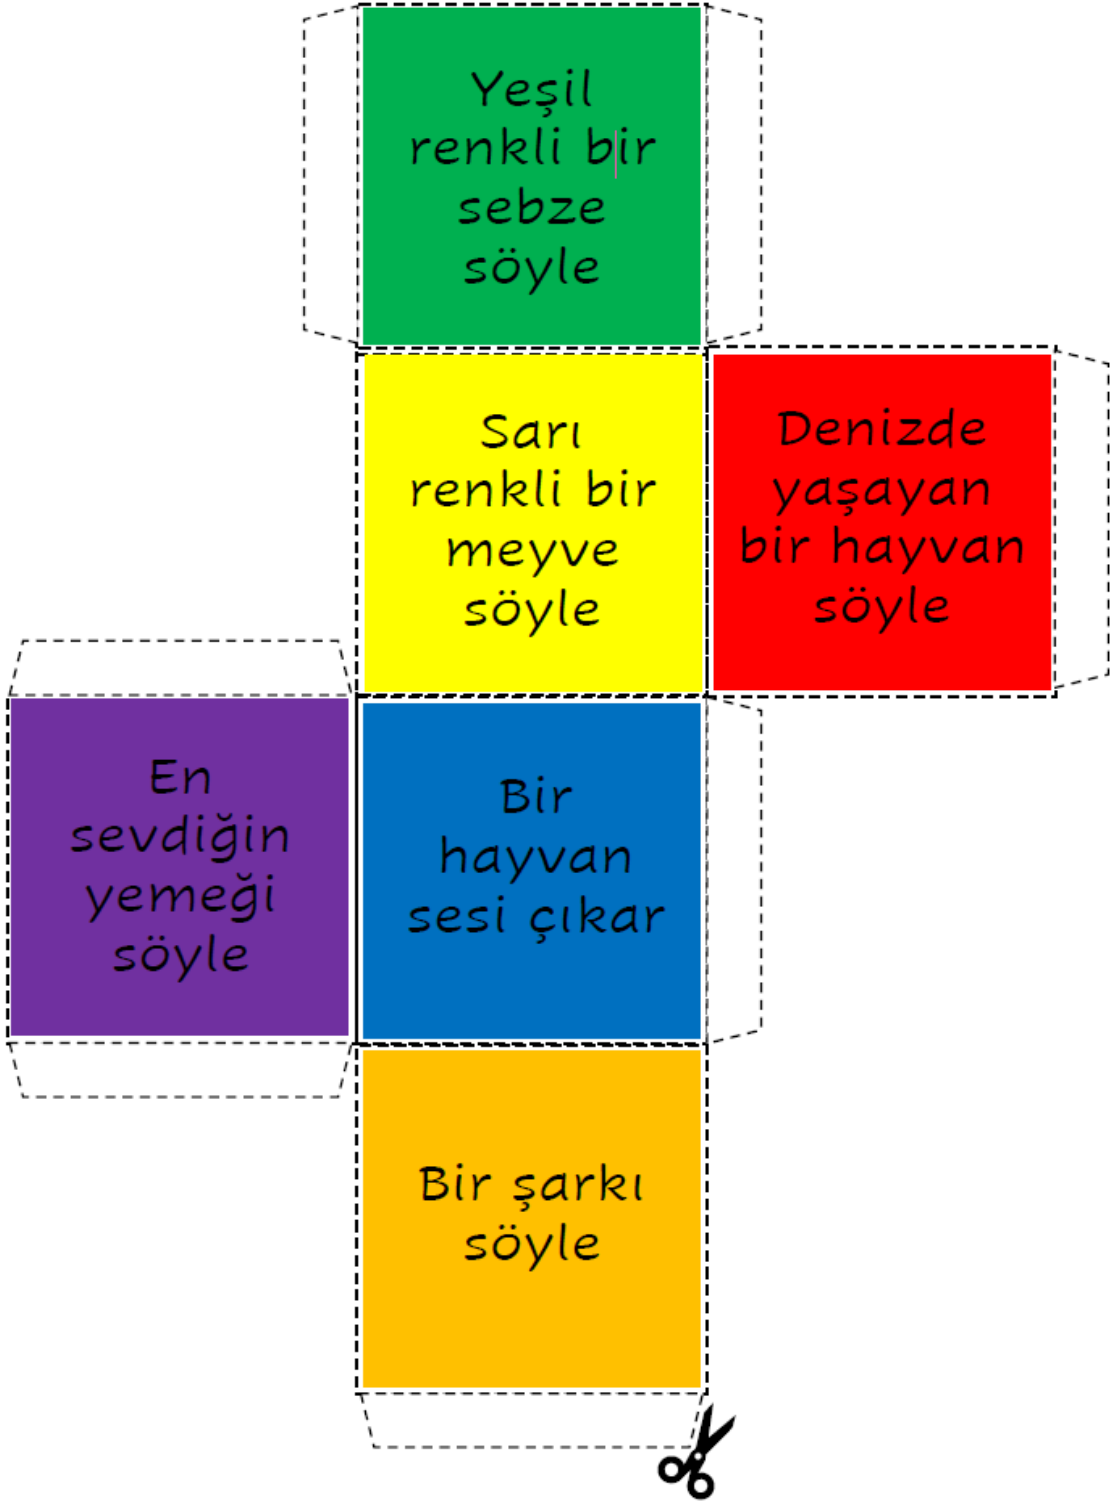 Yeşil
renkli bir
sebze
söyle
Sarı
renkli bir
meyve
söyle
Denizde
yaşayan
bir hayvan
söyle
En
sevdiğin
yemeği
söyle
Bir
hayvan
sesi çıkar
Bir şarkı
söyle